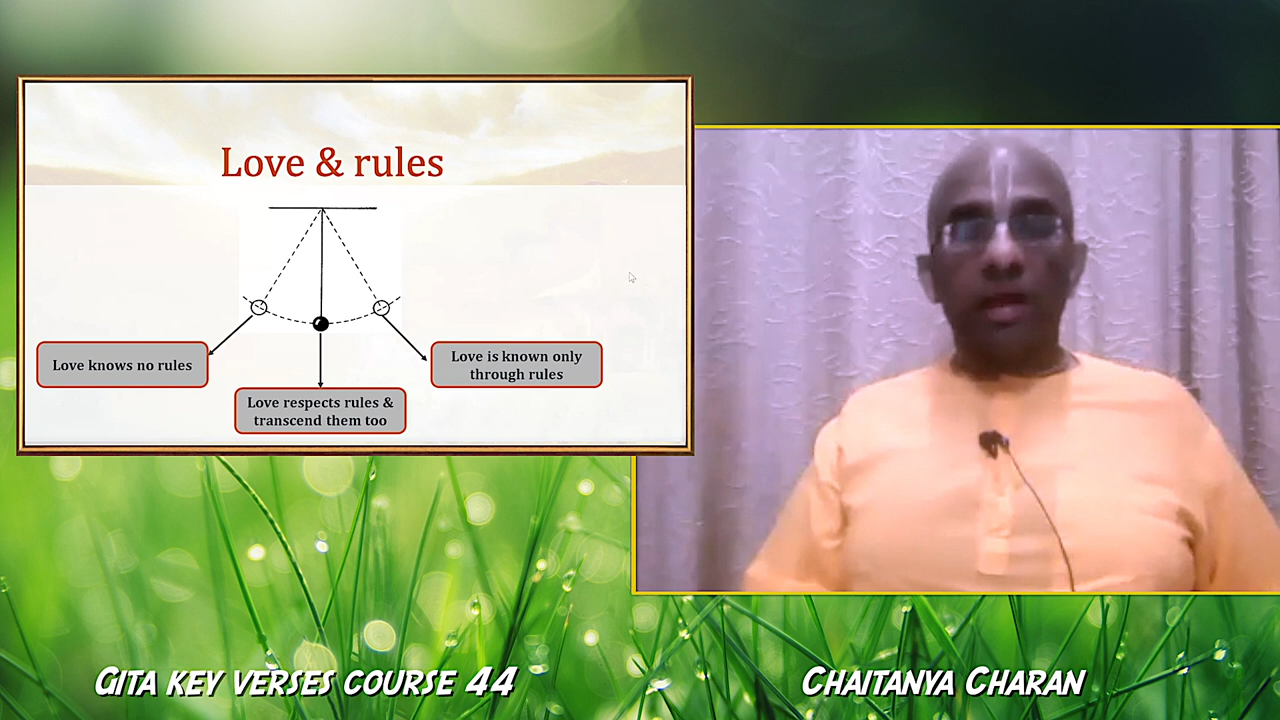 Love & rules
Love knows no rules
Love is known only
through rules
Love respects rules &
transcend them too
GITA KEY VERSES COURSE 44
CHAITANYA CHARAN